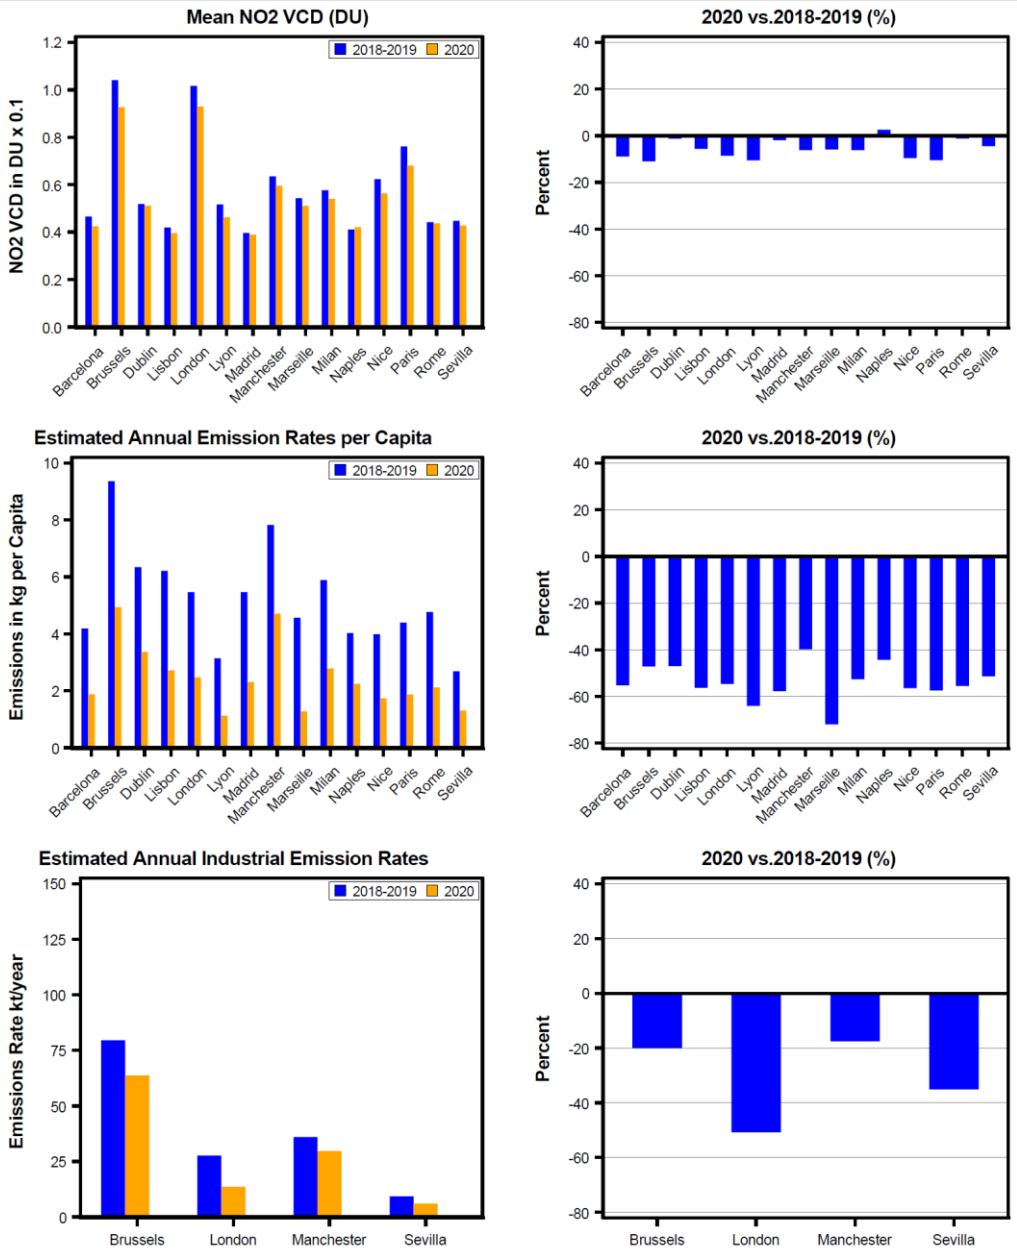 Mean NO2 VCD (DU)
2018-2019 2020
NO2 VCD in DU x 0.1
1.2
1.0
0.8
0.6
0.4
0.2
0.0
Barcelona
Brussels
Dublin
Lisbon
London
Lyon
Madrid
Manchester
Marseille
Milan
Naples
Nice
Paris
Rome
Sevilla
2020 vs.2018-2019 (%)
Percent
40
20
0
-20
-40
-60
-80
Barcelona
Brussels
Dublin
Lisbon
London
Lyon
Madrid
Manchester
Marseille
Milan
Naples
Nice
Paris
Rome
Sevilla
Estimated Annual Emission Rates per Capita
2018-2019 2020
Emissions in kg per Capita
10
8
6
4
2
0
Barcelona
Brussels
Dublin
Lisbon
London
Lyon
Madrid
Manchester
Marseille
Milan
Naples
Nice
Paris
Rome
Sevilla
2020 vs.2018-2019 (%)
Percent
40
20
0
-20
-40
-60
-80
Barcelona
Brussels
Dublin
Lisbon
London
Lyon
Madrid
Manchester
Marseille
Milan
Naples
Nice
Paris
Rome
Sevilla
Estimated Annual Industrial Emission Rates
2018-2019 2020
Emissions Rate kt/year
150
125
100
75
50
25
0
Brussels
London
Manchester
Sevilla
2020 vs.2018-2019 (%)
Percent
40
20
0
-20
-40
-60
-80
Brussels
London
Manchester
Sevilla